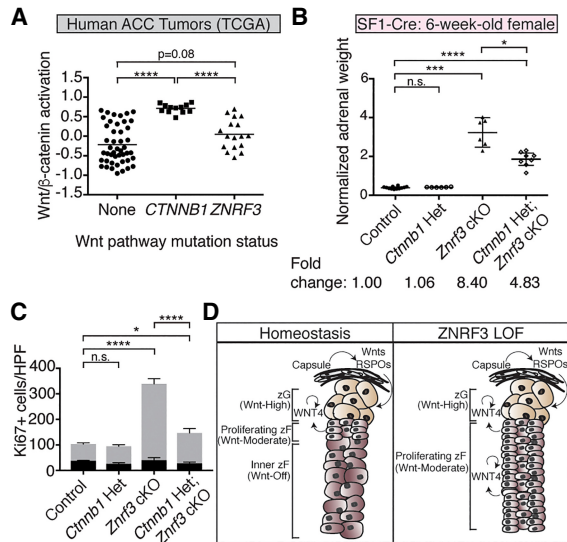 A
Human ACC Tumors (TCGA)
p=0.08
****
****
Wnt/β-catenin activation
1.5
1.0
0.5
0.0
-0.5
-1.0
-1.5
None
CTNNB1
ZNRF3
Wnt pathway mutation status
B
SF1-Cre: 6-week-old female
*
****
***
n.s.
Normalized adrenal weight
6
4
2
0
Control
Ctnnb1 Het
Znrf3 cKO
Ctnnb1 Het;
Znrf3 cKO
Fold
change: 1.00 1.06 8.40 4.83
C
****
*
****
n.s.
Ki67+ cells/HPF
400
300
200
100
0
Control
Ctnnb1 Het
Znrf3 cKO
Ctnnb1 Het;
Znrf3 cKO
D
Homeostasis
Wnts
Capsule
RSPOs
zG
(Wnt-High)
WNT4
Proliferating zF
(Wnt-Moderate)
Inner zF
(Wnt-Off)
ZNRF3 LOF
Wnts
Capsule
RSPOs
zG
(Wnt-High)
WNT4
Proliferating zF
(Wnt-Moderate)
WNT4